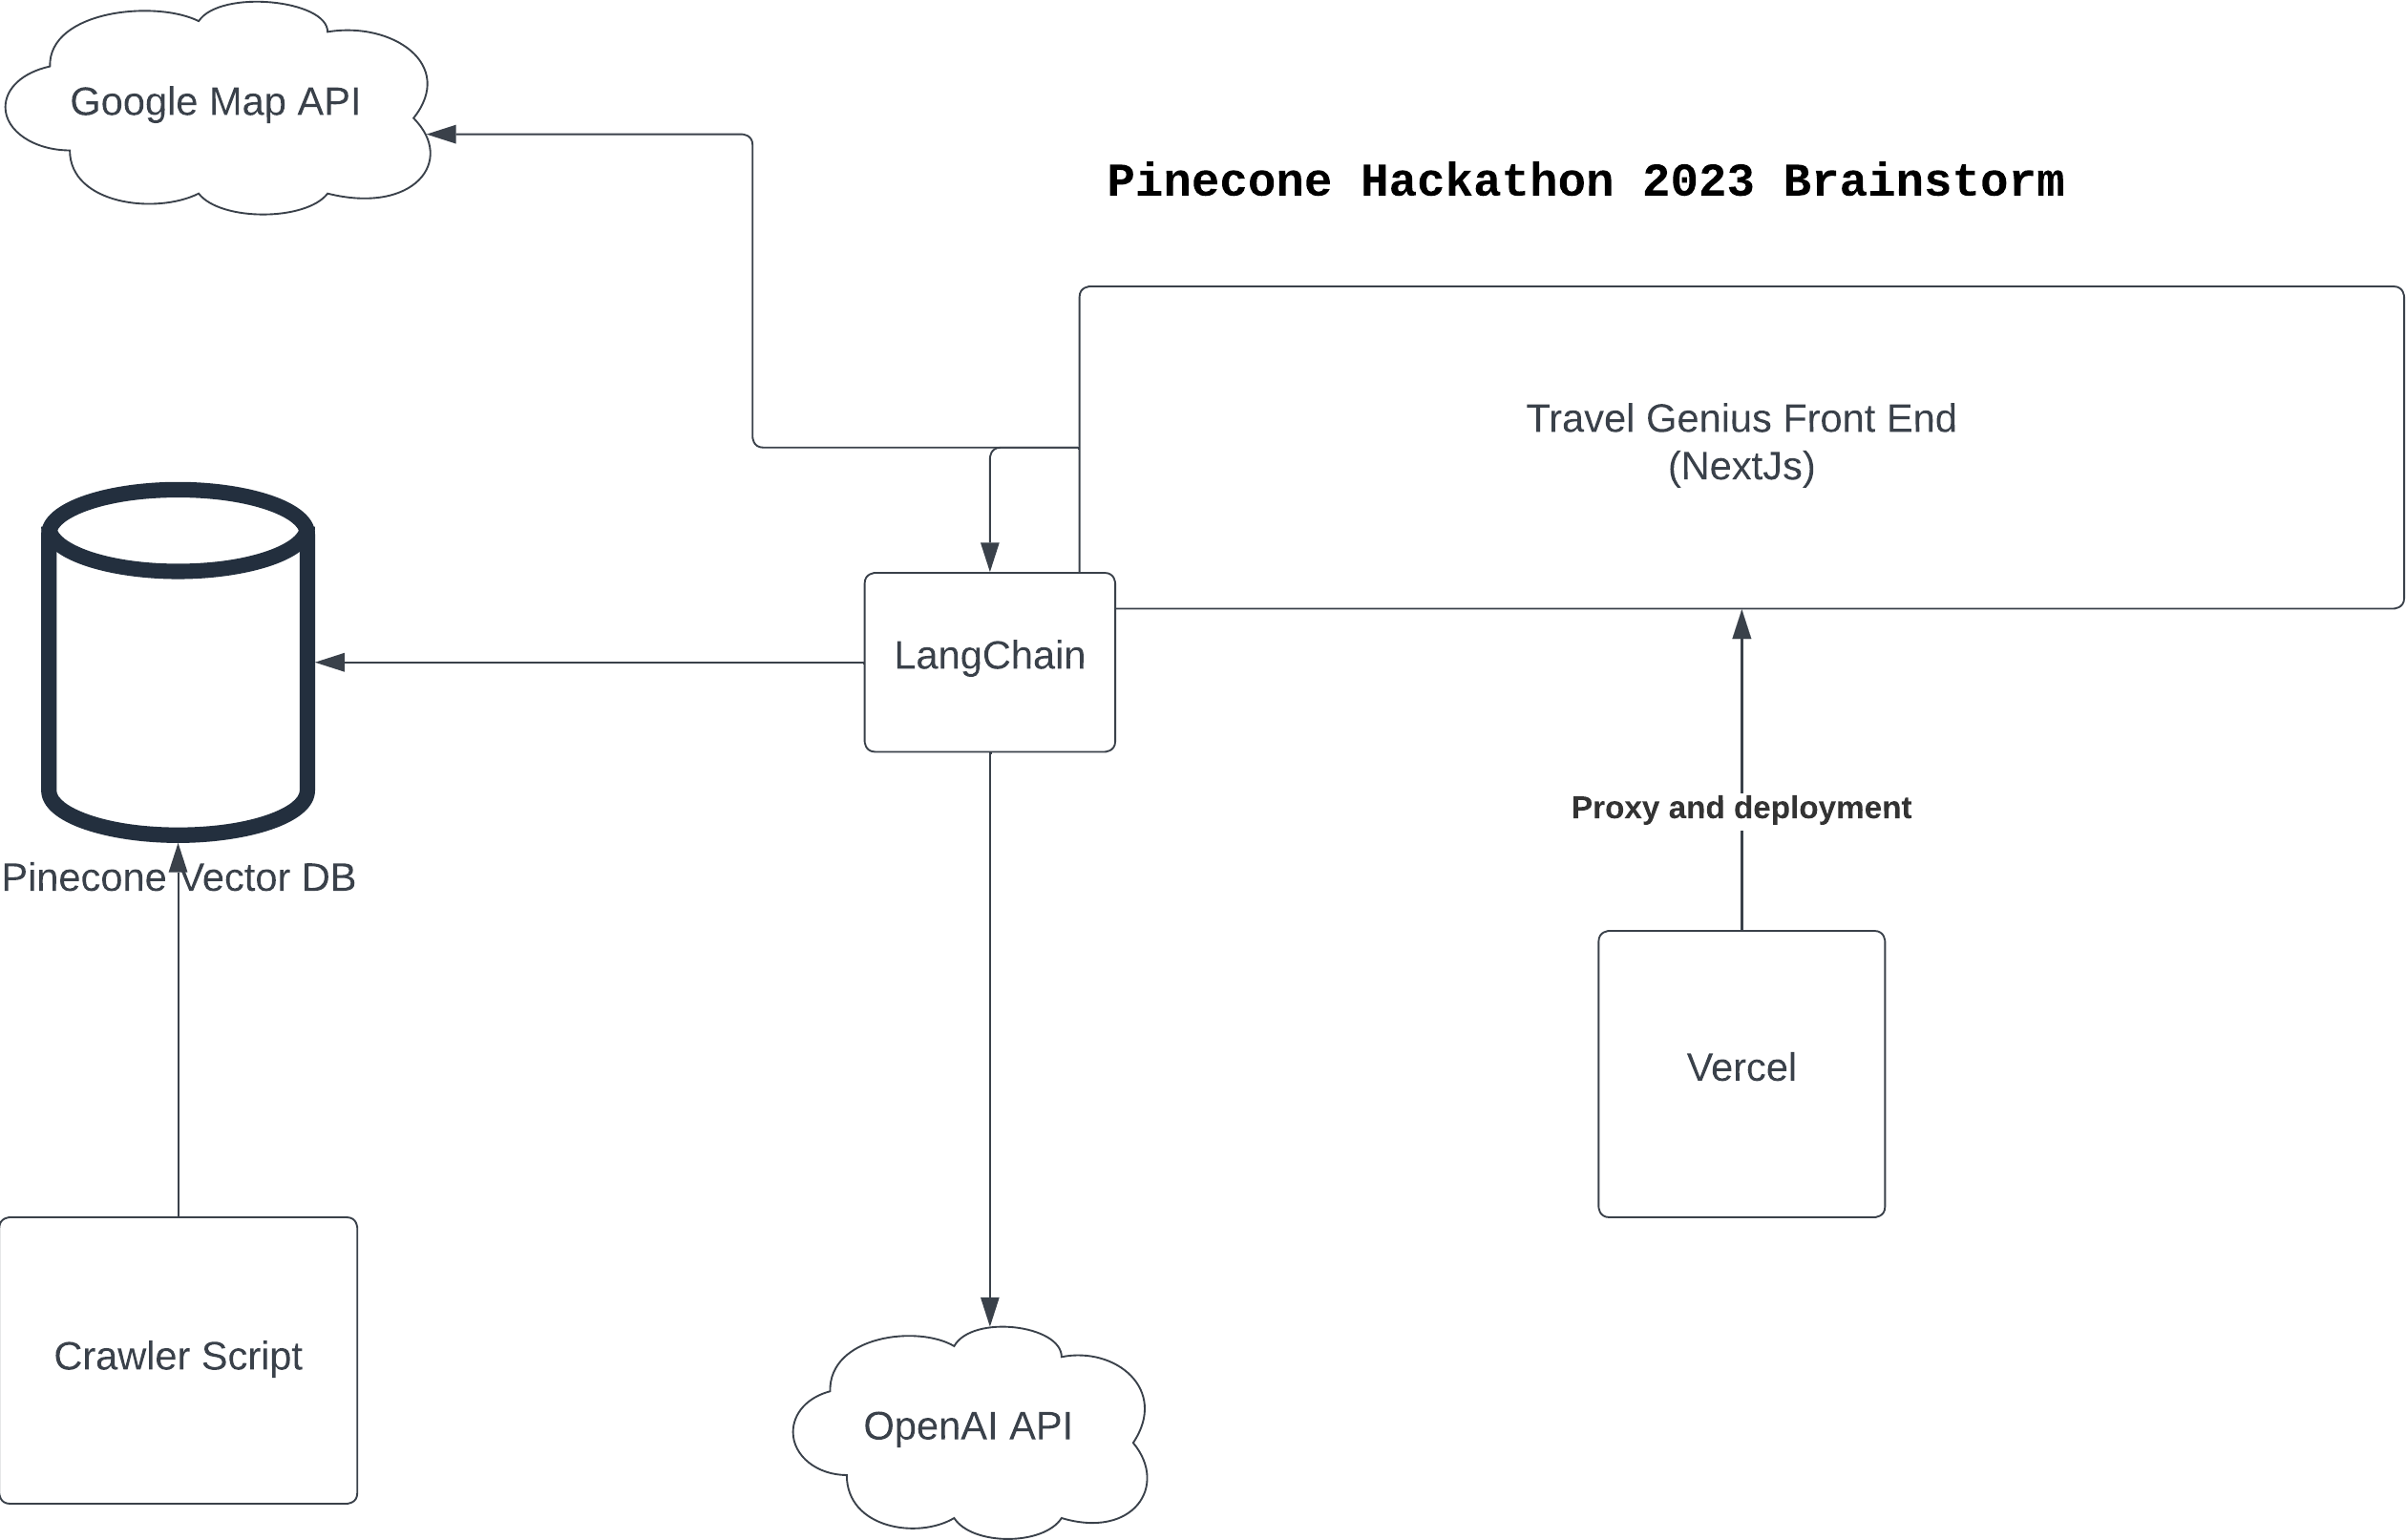 Google Map API
Pinecone Hackathon 2023 Brainstorm
Travel Genius Front End
(NextJs)
LangChain
Proxy and deployment
Pinecone Vector DB
Vercel
Crawler Script
OpenAI API